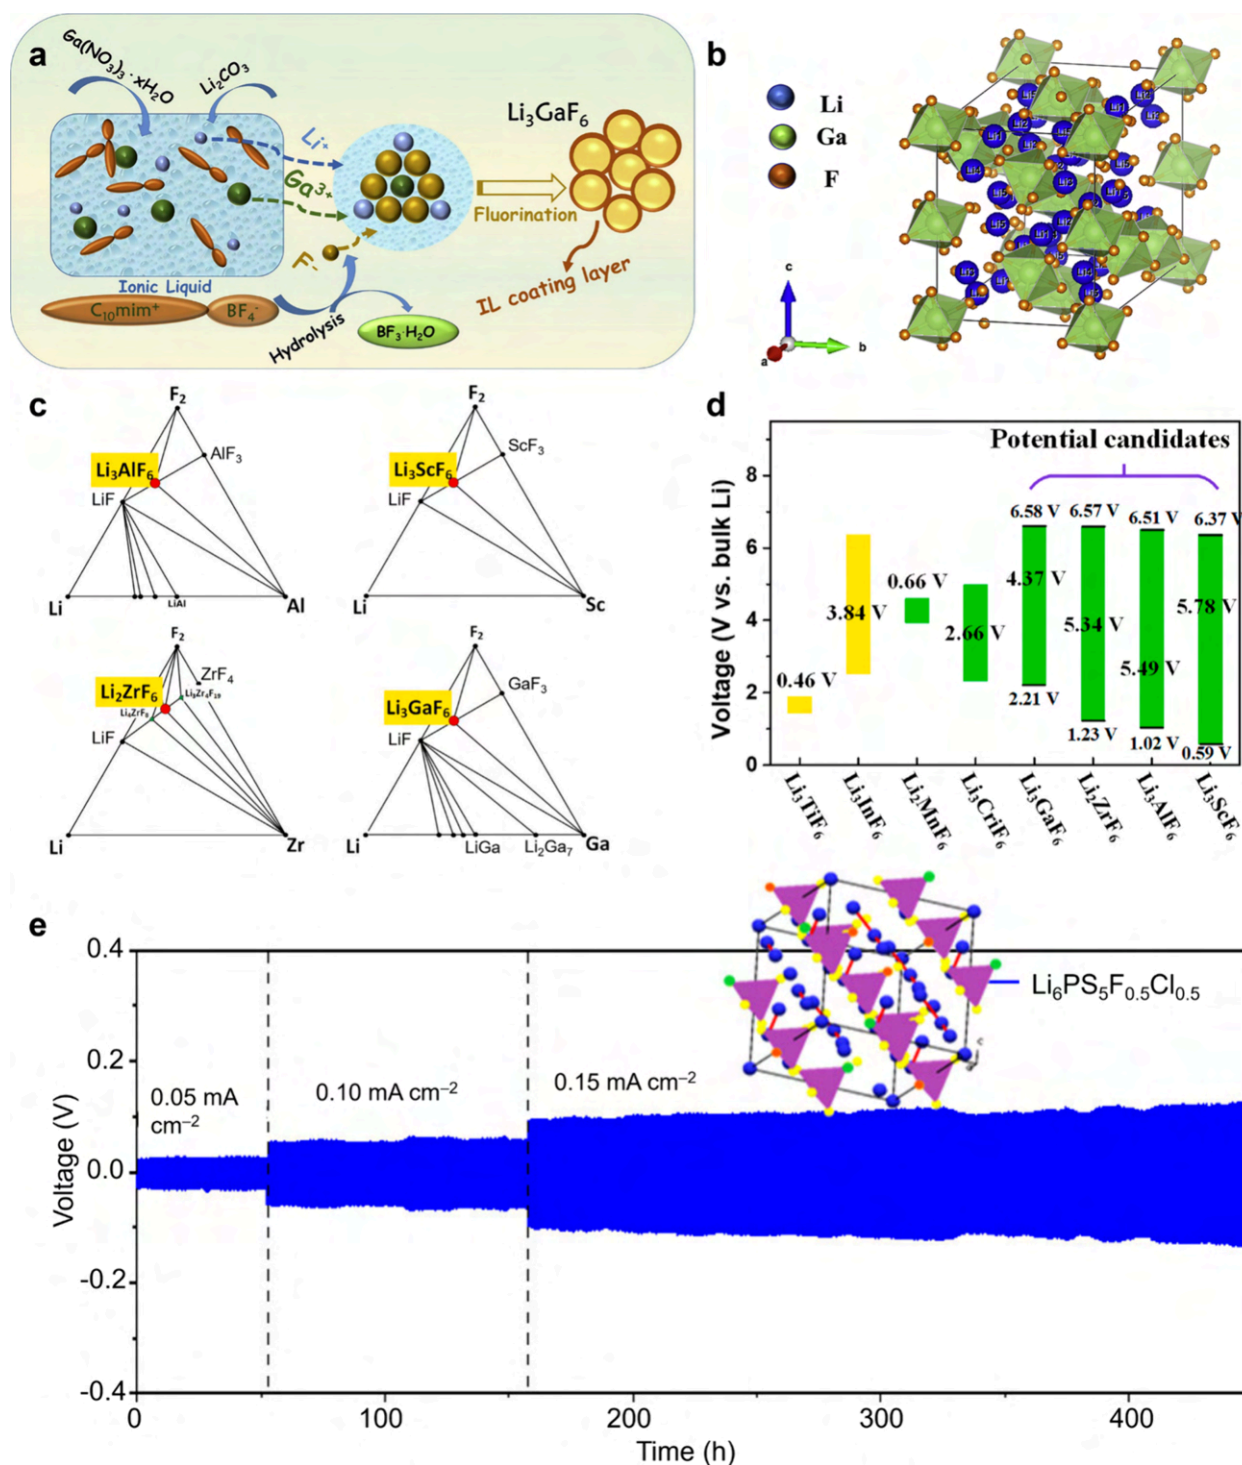 a
Ga(NO₃)₃·xH₂O
Li₂CO₃
Li⁺
Ga³⁺
F⁻
Ionic Liquid
C₁₀mim⁺
BF₄⁻
Hydrolysis
BF₃·H₂O
Fluorination
Li₃GaF₆
IL coating layer
b
Li
Ga
F
c
b
a
c
F₂
Li₃AlF₆
AlF₃
LiF
LiAl
Li
Al
F₂
Li₃ScF₆
ScF₃
LiF
Li
Sc
F₂
ZrF₄
Li₂ZrF₆
LiF
Li
Zr
F₂
GaF₃
Li₃GaF₆
LiF
LiGa
Li₂Ga₇
Li
Ga
d
Potential candidates
Voltage (V vs. bulk Li)
8
6
4
2
0
0.46 V
3.84 V
0.66 V
2.66 V
6.58 V
4.37 V
2.21 V
6.57 V
5.34 V
1.23 V
6.51 V
5.49 V
1.02 V
6.37 V
5.78 V
0.59 V
Li₃TiF₆
Li₃InF₆
Li₂MnF₆
Li₃CriF₆
Li₃GaF₆
Li₂ZrF₆
Li₃AlF₆
Li₃ScF₆
e
Li₆PS₅F₀.₅Cl₀.₅
Voltage (V)
0.4
0.2
0.0
-0.2
-0.4
0.05 mA
cm⁻²
0.10 mA cm⁻²
0.15 mA cm⁻²
0
100
200
300
400
Time (h)